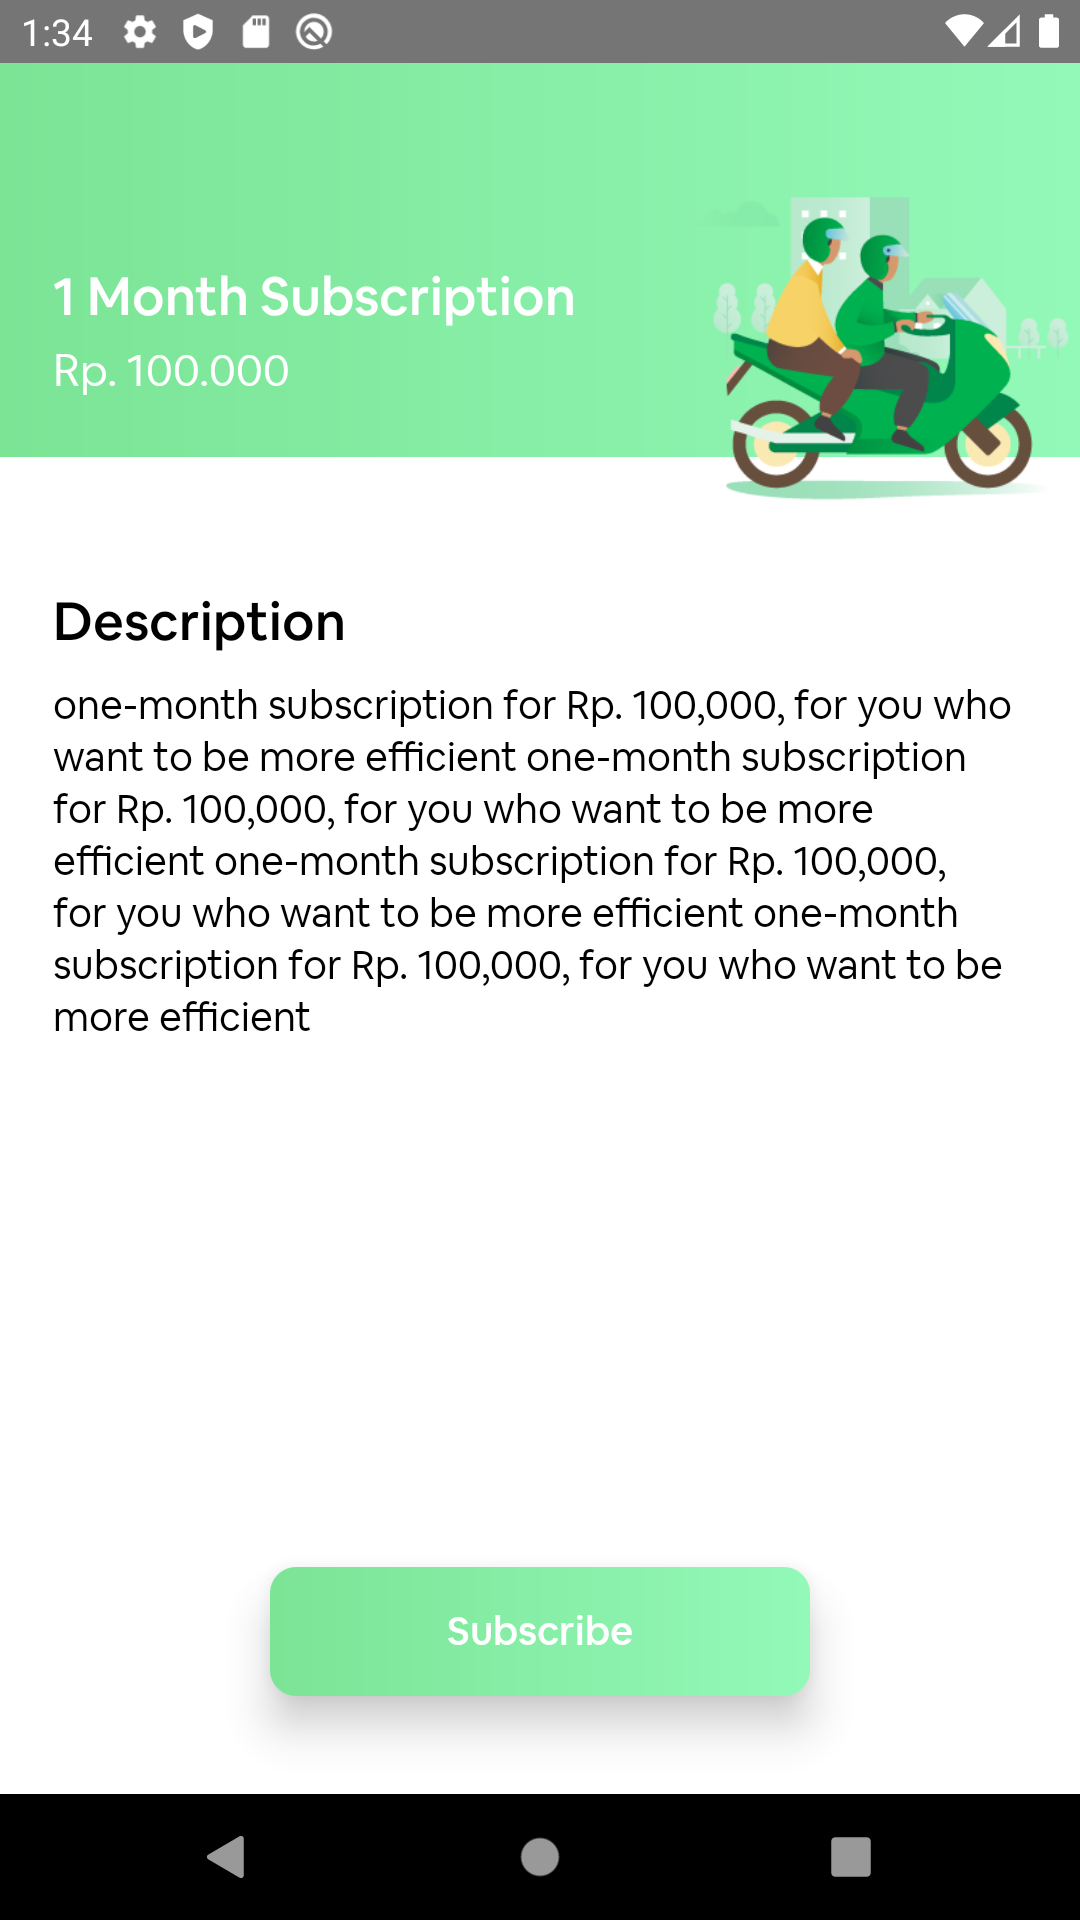 1:34
1 Month Subscription
Rp. 100.000
Description
one-month subscription for Rp. 100,000, for you who
want to be more efficient one-month subscription
for Rp. 100,000, for you who want to be more
efficient one-month subscription for Rp. 100,000,
for you who want to be more efficient one-month
subscription for Rp. 100,000, for you who want to be
more efficient
Subscribe